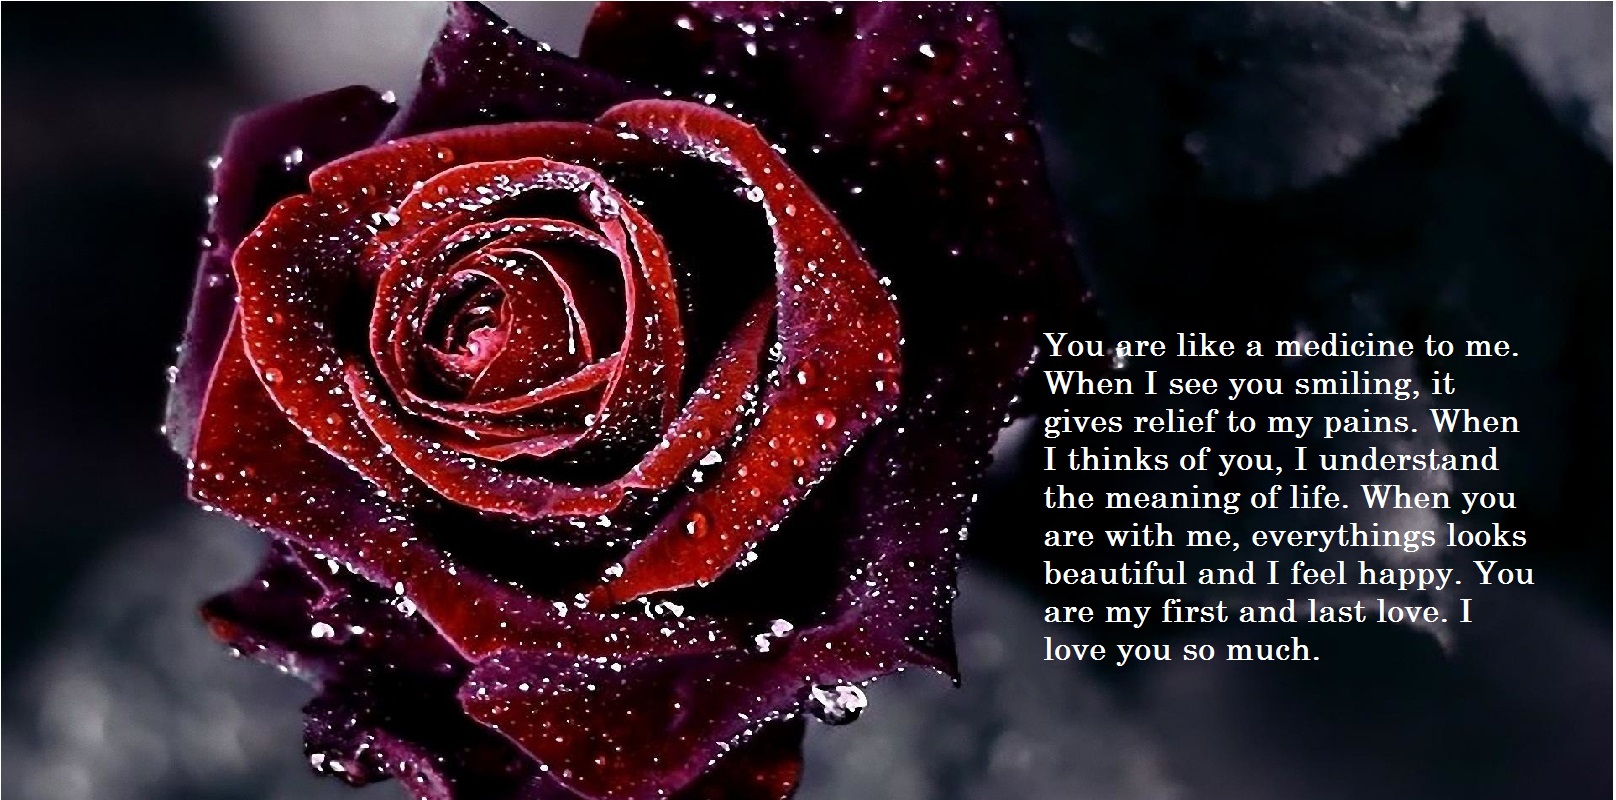 You are like a medicine to me.
When I see you smiling, it
gives relief to my pains. When
I thinks of you, I understand
the meaning of life. When you
are with me, everythings looks
beautiful and I feel happy. You
are my first and last love. I
love you so much.